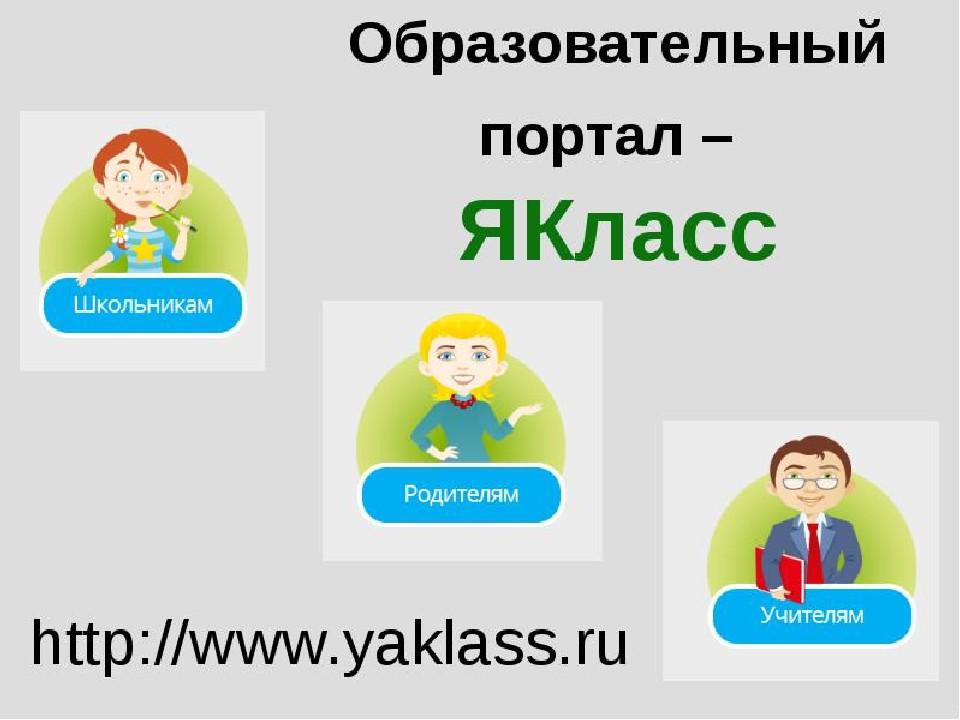 Образовательный
портал –
ЯКласс
Школьникам
Родителям
Учителям
http://www.yaklass.ru